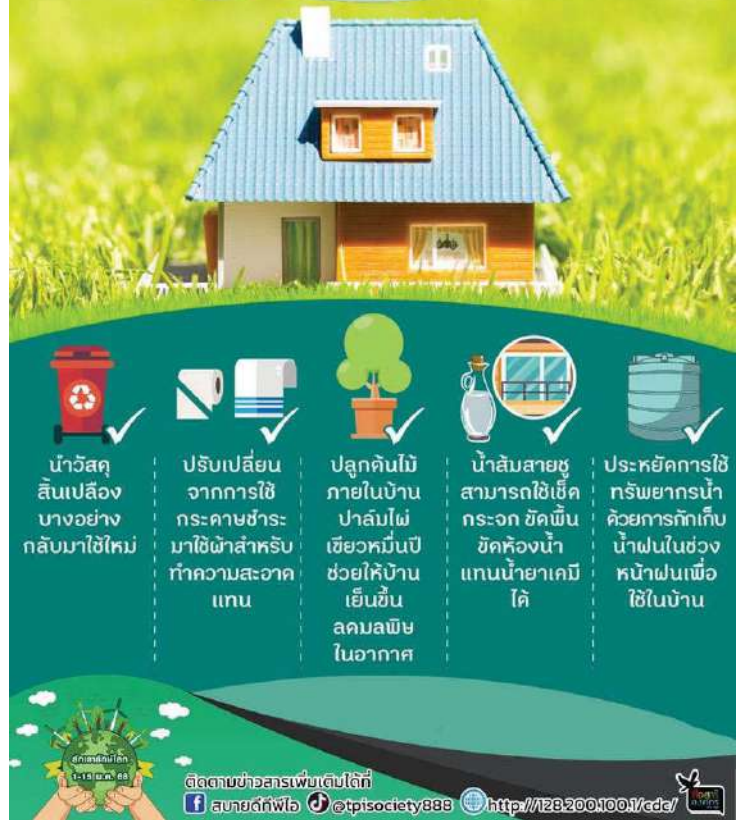 นำวัสดุ
สิ้นเปลือง
บางอย่าง
กลับมาใช้ใหม่
ปรับเปลี่ยน
จากการใช้
กระดาษชำระ
มาใช้ผ้าสำหรับ
ทำความสะอาด
แทน
ปลูกต้นไม้
ภายในบ้าน
ปาล์มไผ่
เขียวหมื่นปี
ช่วยให้บ้าน
เย็นขึ้น
ลดมลพิษ
ในอากาศ
น้ำส้มสายชู
สามารถใช้เช็ด
กระจก ขัดพื้น
ขัดห้องน้ำ
แทนน้ำยาเคมี
ได้
ประหยัดการใช้
ทรัพยากรน้ำ
ด้วยการกักเก็บ
น้ำฝนในช่วง
หน้าฝนเพื่อ
ใช้ในบ้าน
1-15 ม.ค. 68
ติดตามข่าวสารเพิ่มเติมได้ที่
สบายดีทีพีไอ @tpisociety888 http://128.200.100.1/cdc/